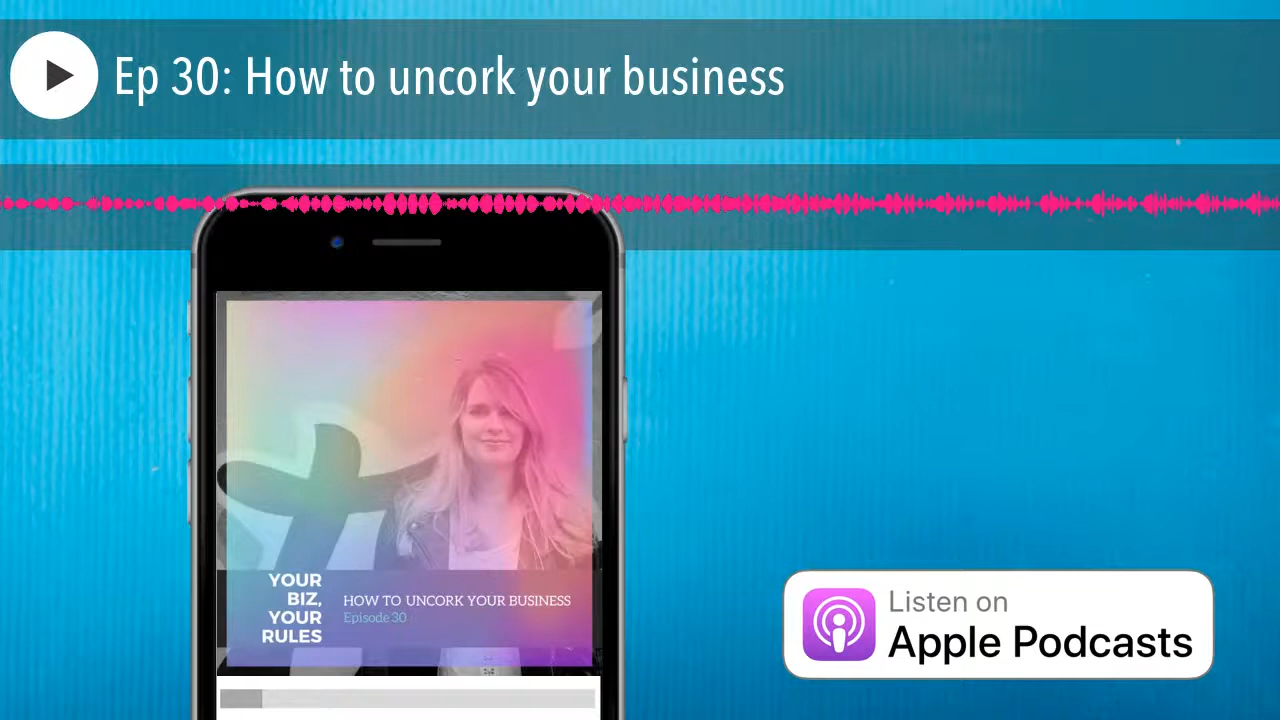 Ep 30: How to uncork your business
YOUR
BIZ,
YOUR
RULES
HOW TO UNCORK YOUR BUSINESS
Episode 30
Listen on
Apple Podcasts